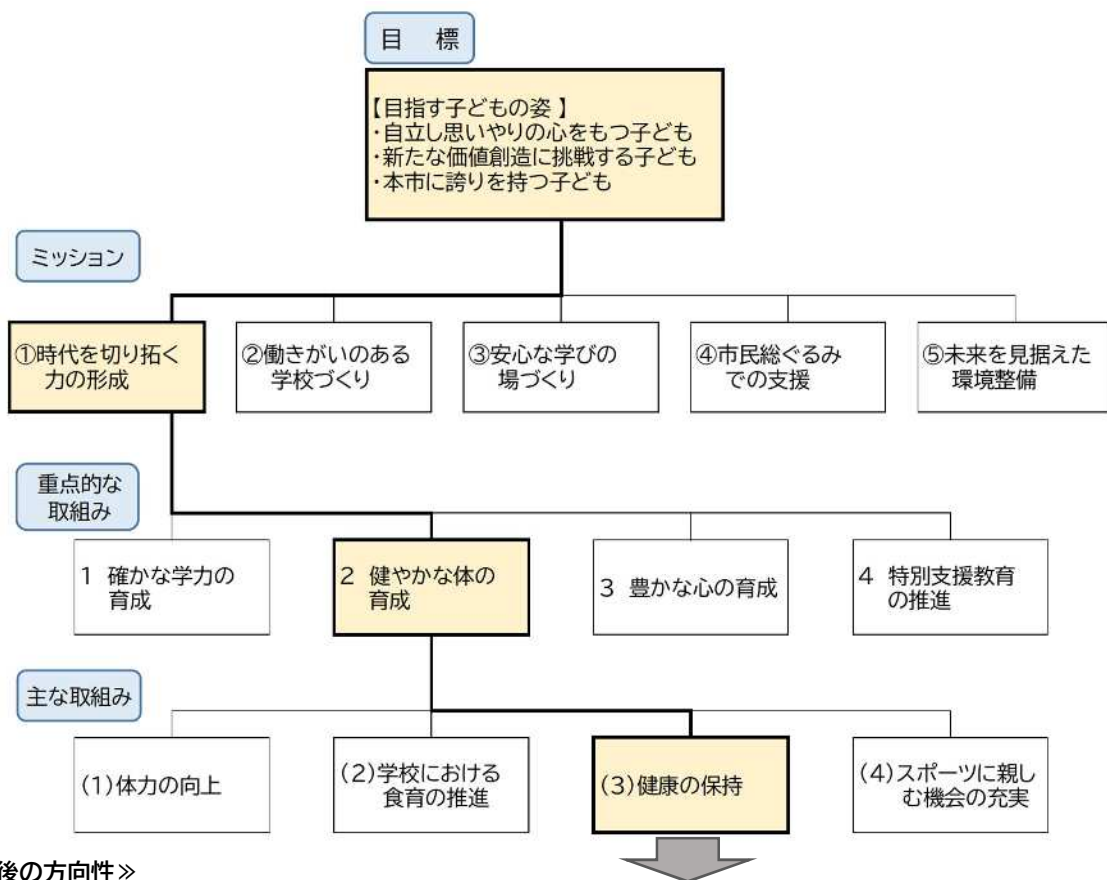 目 標
【目指す子どもの姿 】
・自立し思いやりの心をもつ子ども
・新たな価値創造に挑戦する子ども
・本市に誇りを持つ子ども
ミッション
①時代を切り拓く
力の形成
②働きがいのある
学校づくり
③安心な学びの
場づくり
④市民総ぐるみ
での支援
⑤未来を見据えた
環境整備
重点的な
取組み
1 確かな学力の
育成
2 健やかな体の
育成
3 豊かな心の育成
4 特別支援教育
の推進
主な取組み
(1)体力の向上
(2)学校における
食育の推進
(3)健康の保持
(4)スポーツに親し
む機会の充実
後の方向性≫